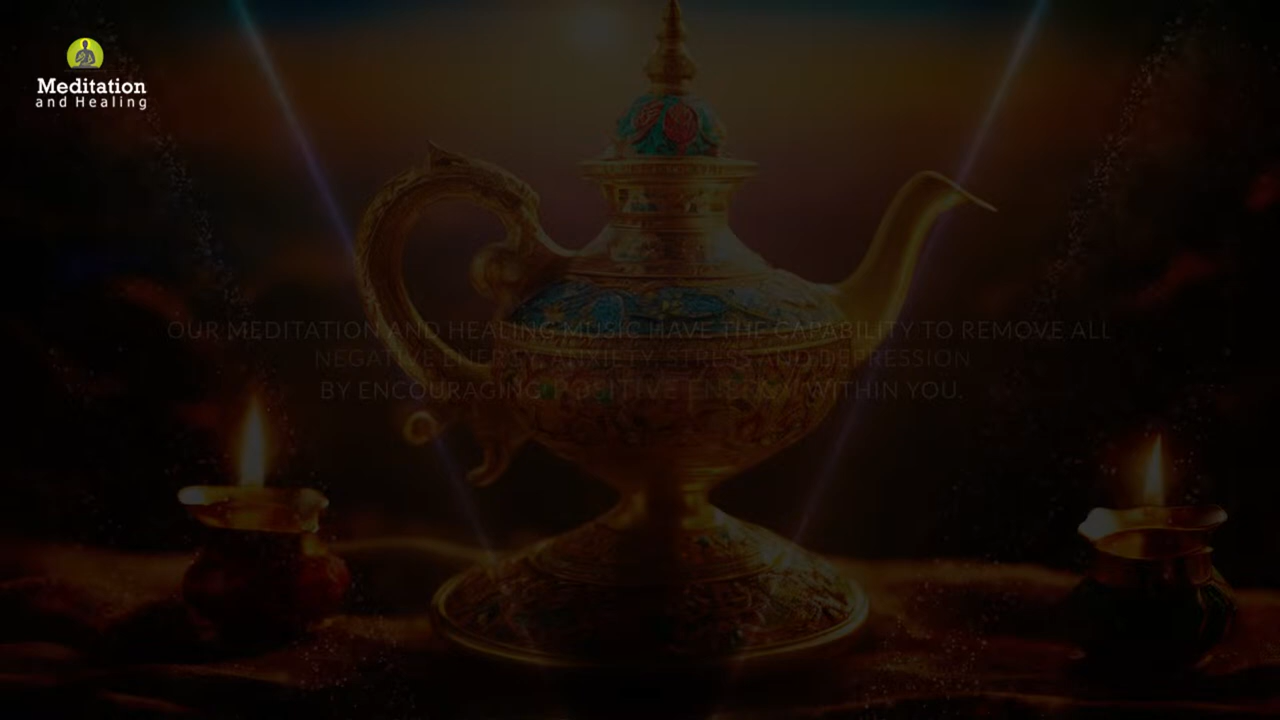 Meditation
and Healing
OUR MEDITATION AND HEALING MUSIC HAVE THE CAPABILITY TO REMOVE ALL
NEGATIVE ENERGY, ANXIETY, STRESS AND DEPRESSION
BY ENCOURAGING POSITIVE ENERGY WITHIN YOU.